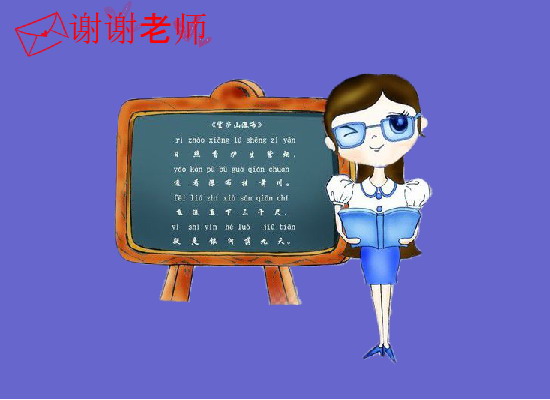 谢谢老师
《望庐山瀑布》
rì zhào xiāng lú shēng zǐ yān
日照香炉生紫烟，
yáo kàn pù bù guà qián chuān
遥看瀑布挂前川。
fēi liú zhí xià sān qiān chǐ
飞流直下三千尺，
yí shì yín hé luò jiǔ tiān
疑是银河落九天。